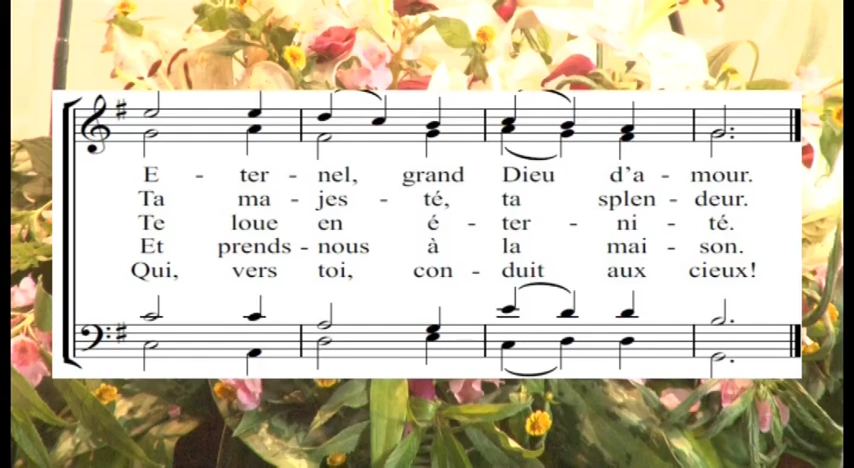 E - ter - nel, grand Dieu d'a - mour.
Ta ma - jes - té, ta splen - deur.
Te loue en é - ter - ni - té.
Et prends - nous à la mai - son.
Qui, vers toi, con - duit aux cieux!